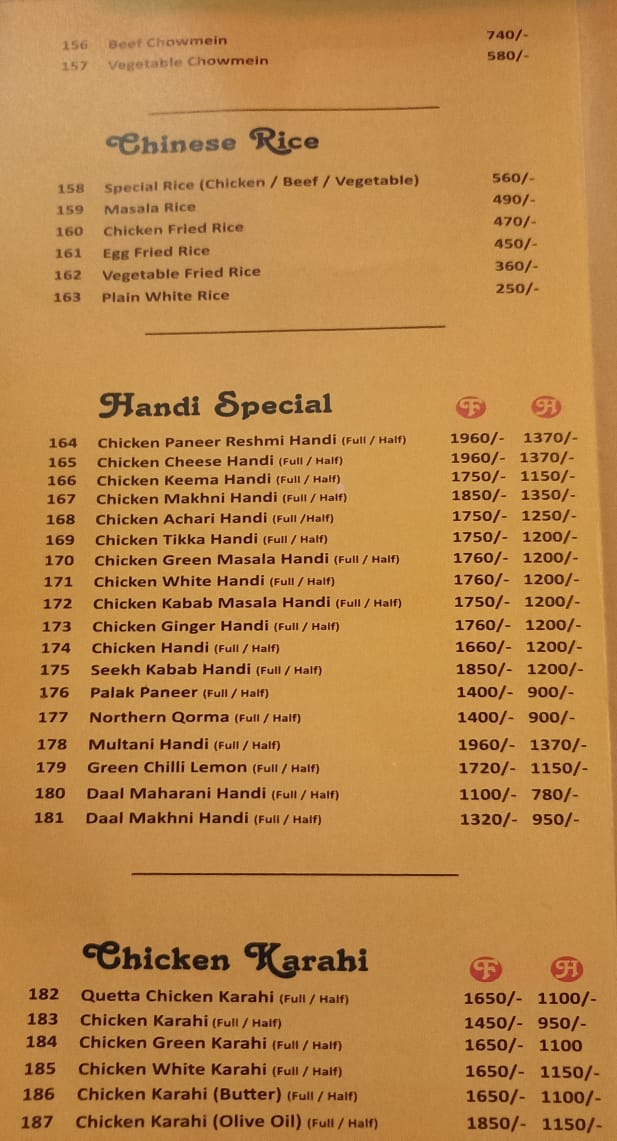 156 Beef Chowmein 740/-
157 Vegetable Chowmein 580/-
Chinese Rice
158 Special Rice (Chicken / Beef / Vegetable) 560/-
159 Masala Rice 490/-
160 Chicken Fried Rice 470/-
161 Egg Fried Rice 450/-
162 Vegetable Fried Rice 360/-
163 Plain White Rice 250/-
Handi Special F H
164 Chicken Paneer Reshmi Handi (Full / Half) 1960/- 1370/-
165 Chicken Cheese Handi (Full / Half) 1960/- 1370/-
166 Chicken Keema Handi (Full / Half) 1750/- 1150/-
167 Chicken Makhni Handi (Full / Half) 1850/- 1350/-
168 Chicken Achari Handi (Full /Half) 1750/- 1250/-
169 Chicken Tikka Handi (Full / Half) 1750/- 1200/-
170 Chicken Green Masala Handi (Full / Half) 1760/- 1200/-
171 Chicken White Handi (Full / Half) 1760/- 1200/-
172 Chicken Kabab Masala Handi (Full / Half) 1750/- 1200/-
173 Chicken Ginger Handi (Full / Half) 1760/- 1200/-
174 Chicken Handi (Full / Half) 1660/- 1200/-
175 Seekh Kabab Handi (Full / Half) 1850/- 1200/-
176 Palak Paneer (Full / Half) 1400/- 900/-
177 Northern Qorma (Full / Half) 1400/- 900/-
178 Multani Handi (Full / Half) 1960/- 1370/-
179 Green Chilli Lemon (Full / Half) 1720/- 1150/-
180 Daal Maharani Handi (Full / Half) 1100/- 780/-
181 Daal Makhni Handi (Full / Half) 1320/- 950/-
Chicken Karahi F H
182 Quetta Chicken Karahi (Full / Half) 1650/- 1100/-
183 Chicken Karahi (Full / Half) 1450/- 950/-
184 Chicken Green Karahi (Full / Half) 1650/- 1100
185 Chicken White Karahi (Full / Half) 1650/- 1150/-
186 Chicken Karahi (Butter) (Full / Half) 1650/- 1100/-
187 Chicken Karahi (Olive Oil) (Full / Half) 1850/- 1150/-